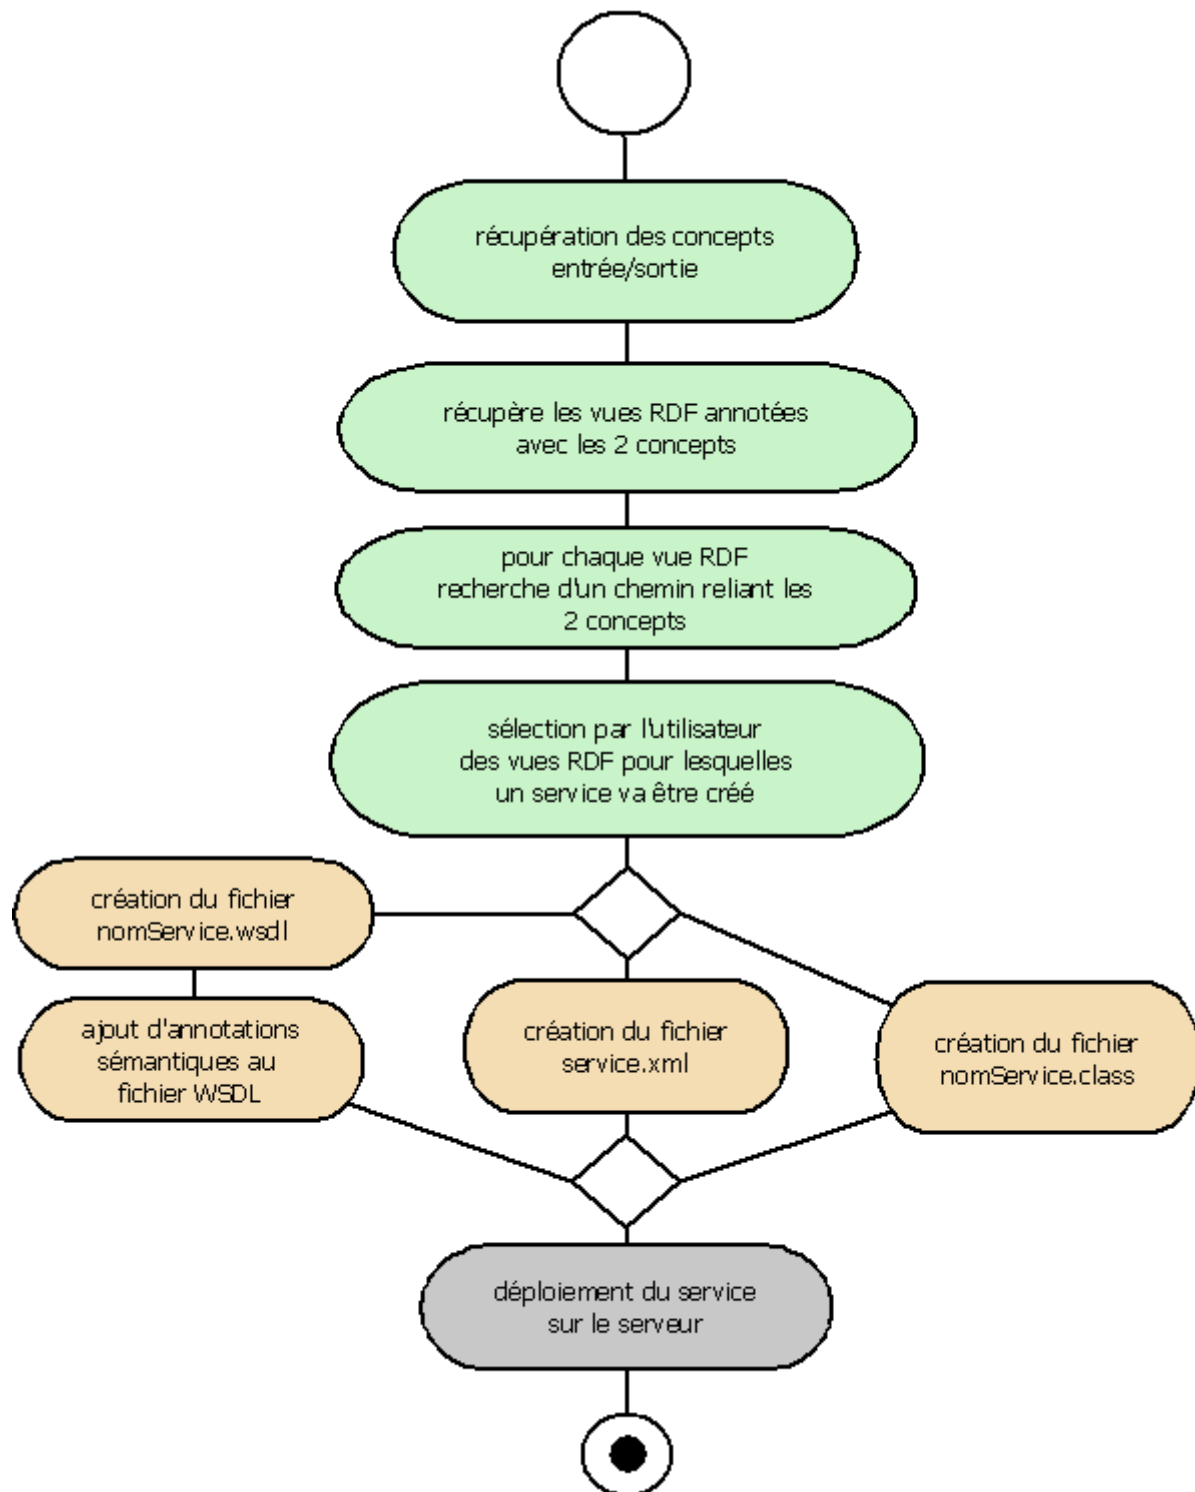 récupération des concepts
entrée/sortie
récupère les vues RDF annotées
avec les 2 concepts
pour chaque vue RDF
recherche d'un chemin reliant les
2 concepts
sélection par l'utilisateur
des vues RDF pour lesquelles
un service va être créé
création du fichier
nomService.wsdl
ajout d'annotations
sémantiques au
fichier WSDL
création du fichier
service.xml
création du fichier
nomService.class
déploiement du service
sur le serveur